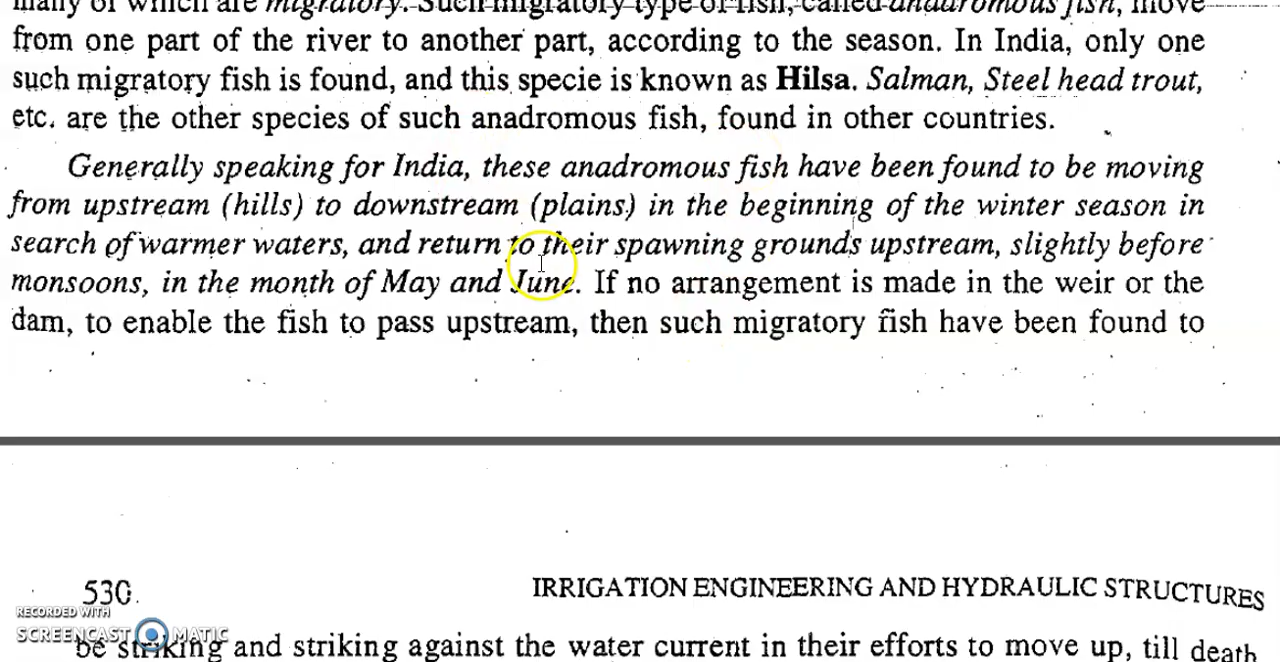 many of which are migratory. Such migratory type of fish, called anadromous fish, move
from one part of the river to another part, according to the season. In India, only one
such migratory fish is found, and this specie is known as Hilsa. Salman, Steel head trout,
etc. are the other species of such anadromous fish, found in other countries.
Generally speaking for India, these anadromous fish have been found to be moving
from upstream (hills) to downstream (plains) in the beginning of the winter season in
search of warmer waters, and return to their spawning grounds upstream, slightly before
monsoons, in the month of May and June. If no arrangement is made in the weir or the
dam, to enable the fish to pass upstream, then such migratory fish have been found to
530
IRRIGATION ENGINEERING AND HYDRAULIC STRUCTURES
RECORDED WITH
SCREENCAST MATIC
be striking and striking against the water current in their efforts to move up, till death